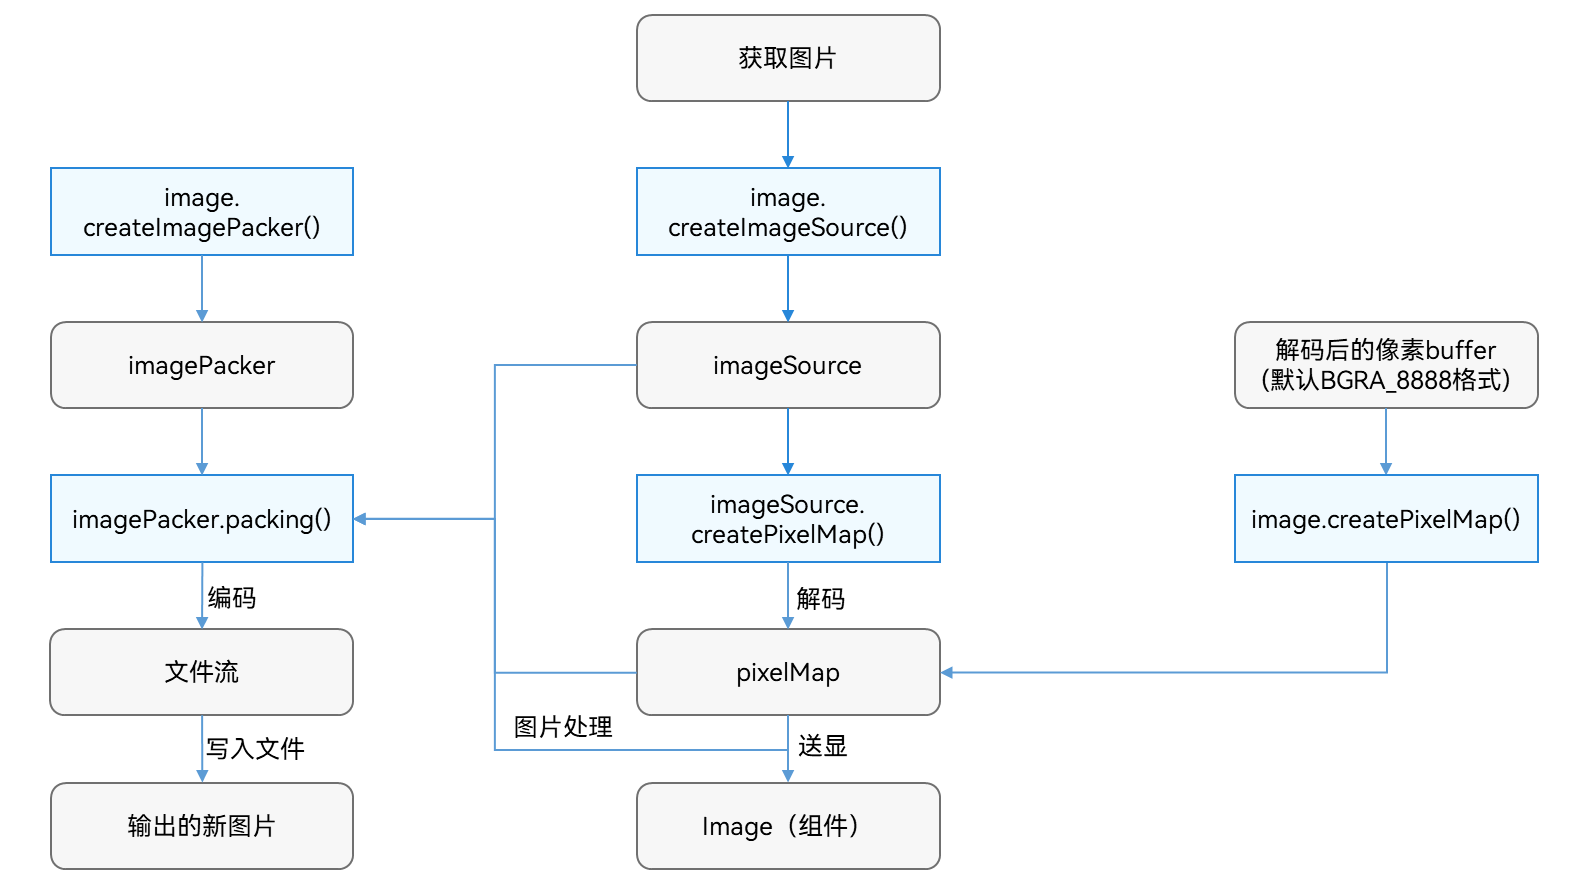 获取图片
image.
createImagePacker()
image.
createImageSource()
imagePacker
imageSource
解码后的像素buffer
(默认BGRA_8888格式)
imagePacker.packing()
imageSource.
createPixelMap()
image.createPixelMap()
编码
解码
文件流
pixelMap
图片处理
写入文件
送显
输出的新图片
Image（组件）